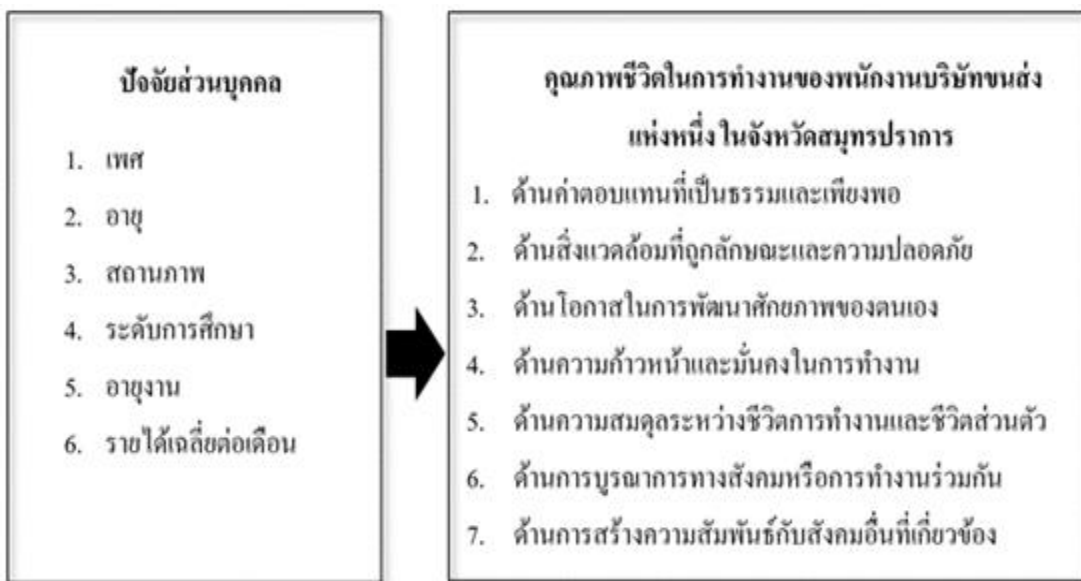 ปัจจัยส่วนบุคคล
1. เพศ
2. อายุ
3. สถานภาพ
4. ระดับการศึกษา
5. อายุงาน
6. รายได้เฉลี่ยต่อเดือน
คุณภาพชีวิตในการทำงานของพนักงานบริษัทขนส่ง
แห่งหนึ่ง ในจังหวัดสมุทรปราการ
1. ด้านค่าตอบแทนที่เป็นธรรมและเพียงพอ
2. ด้านสิ่งแวดล้อมที่ถูกลักษณะและความปลอดภัย
3. ด้านโอกาสในการพัฒนาศักยภาพของตนเอง
4. ด้านความก้าวหน้าและมั่นคงในการทำงาน
5. ด้านความสมดุลระหว่างชีวิตการทำงานและชีวิตส่วนตัว
6. ด้านการบูรณาการทางสังคมหรือการทำงานร่วมกัน
7. ด้านการสร้างความสัมพันธ์กับสังคมอื่นที่เกี่ยวข้อง